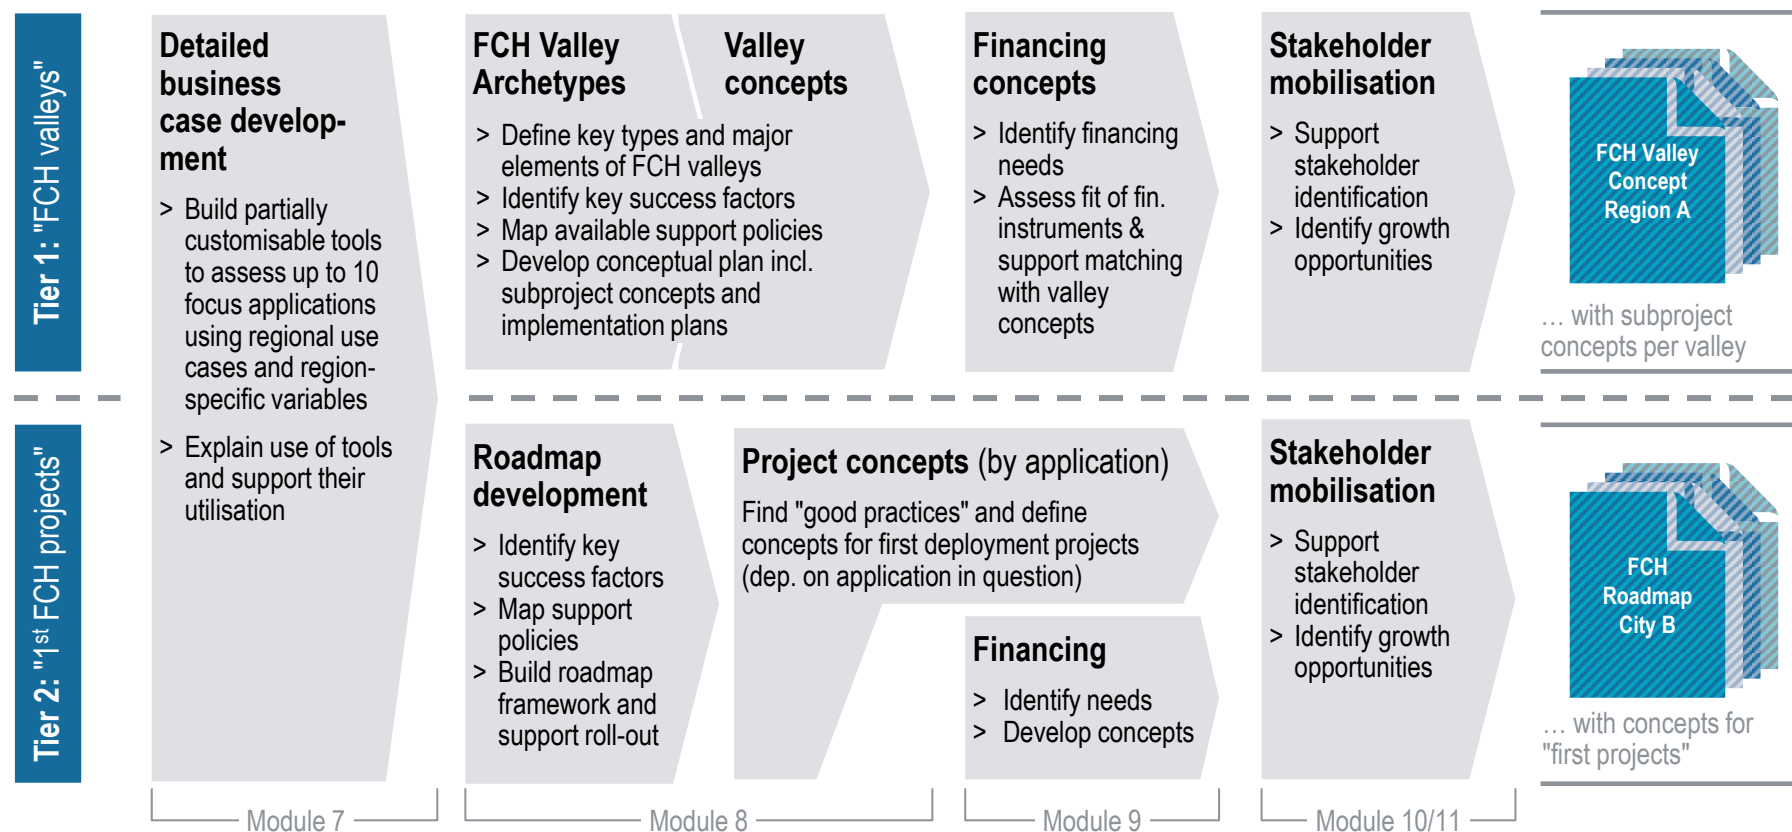 Tier 1: "FCH valleys"
Detailed
business
case develop-
ment
> Build partially
customisable tools
to assess up to 10
focus applications
using regional use
cases and region-
specific variables
> Explain use of tools
and support their
utilisation
FCH Valley
Archetypes
Valley
concepts
> Define key types and major
elements of FCH valleys
> Identify key success factors
> Map available support policies
> Develop conceptual plan incl.
subproject concepts and
implementation plans
Financing
concepts
> Identify financing
needs
> Assess fit of fin.
instruments &
support matching
with valley
concepts
Stakeholder
mobilisation
> Support
stakeholder
identification
> Identify growth
opportunities
FCH Valley
Concept
Region A
… with subproject
concepts per valley
Tier 2: "1st FCH projects"
Roadmap
development
> Identify key
success factors
> Map support
policies
> Build roadmap
framework and
support roll-out
Project concepts (by application)
Find "good practices" and define
concepts for first deployment projects
(dep. on application in question)
Financing
> Identify needs
> Develop concepts
Stakeholder
mobilisation
> Support
stakeholder
identification
> Identify growth
opportunities
FCH
Roadmap
City B
… with concepts for
"first projects"
Module 7
Module 8
Module 9
Module 10/11